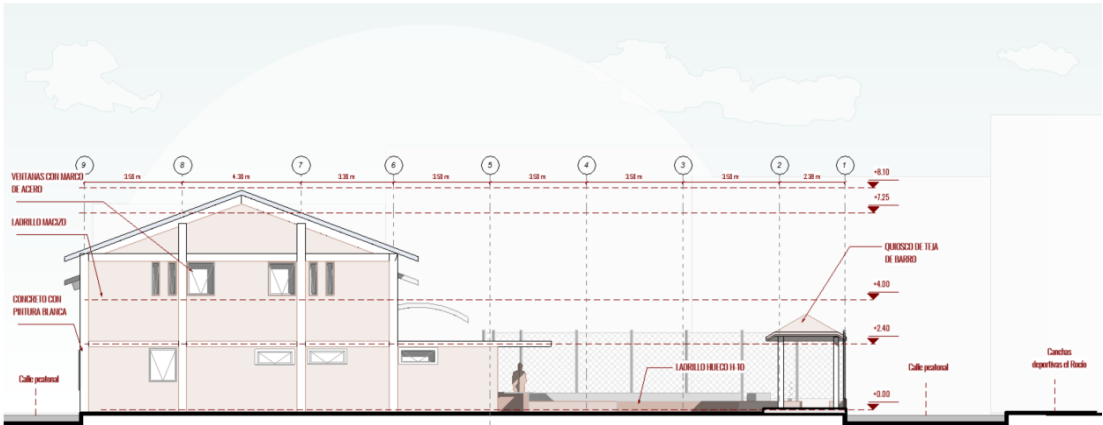 9 8 7 6 5 4 3 2 1
3.50 m 4.30 m 3.30 m 3.50 m 3.50 m 3.50 m 3.50 m 2.30 m
VENTANAS CON MARCO
DE ACERO
LADRILLO MACIZO
CONCRETO CON
PINTURA BLANCA
Calle peatonal
+8.10
+7.25
QUIOSCO DE TEJA
DE BARRO
+4.00
+2.40
LADRILLO HUECO H-10
+0.00
Calle peatonal
Canchas
deportivas el Rocío